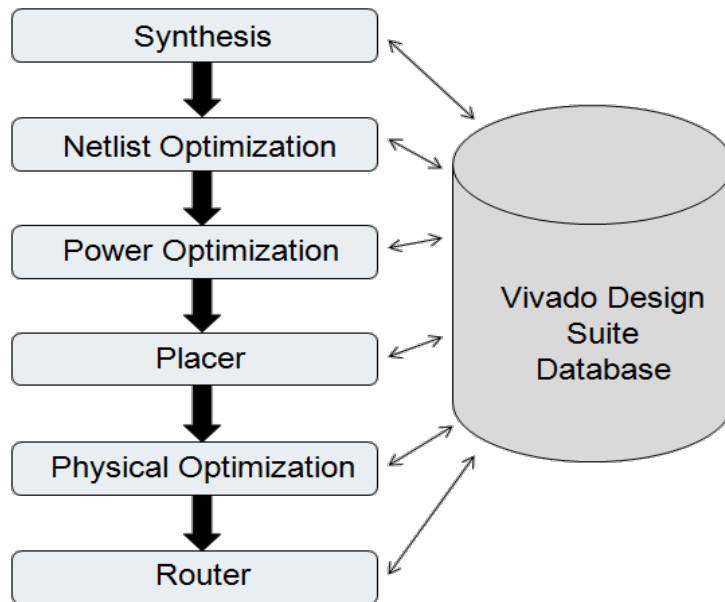 Synthesis
Netlist Optimization
Power Optimization
Placer
Physical Optimization
Router
Vivado Design
Suite
Database